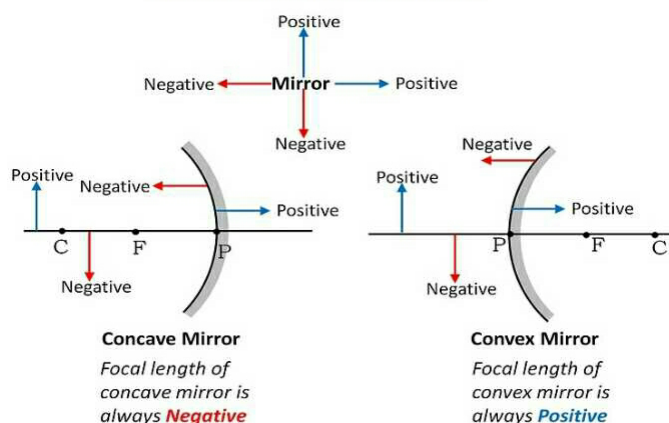 Positive
Negative Mirror Positive
Negative
Positive
Negative
Positive
C F P
Negative
Concave Mirror
Focal length of
concave mirror is
always Negative
Negative
Positive
Positive
P F C
Negative
Convex Mirror
Focal length of
convex mirror is
always Positive